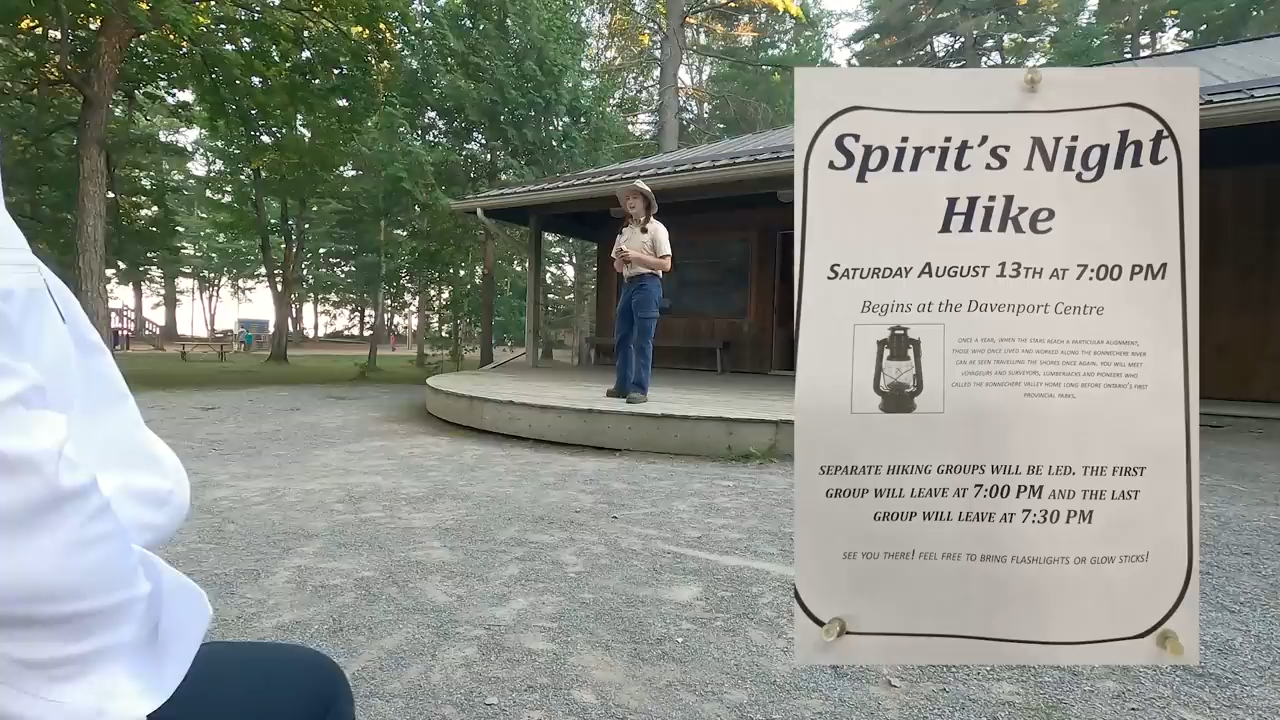 Spirit's Night
Hike
SATURDAY AUGUST 13TH AT 7:00 PM
Begins at the Davenport Centre
ONCE A YEAR, WHEN THE STARS REACH A PARTICULAR ALIGNMENT,
THOSE WHO ONCE LIVED AND WORKED ALONG THE BONNECHERE RIVER
CAN BE SEEN TRAVELLING THE SHORES ONCE AGAIN. YOU WILL MEET
VOYAGEURS AND SURVEYORS, LUMBERJACKS AND PIONEERS WHO
CALLED THE BONNECHERE VALLEY HOME LONG BEFORE ONTARIO'S FIRST
PROVINCIAL PARKS.
SEPARATE HIKING GROUPS WILL BE LED. THE FIRST
GROUP WILL LEAVE AT 7:00 PM AND THE LAST
GROUP WILL LEAVE AT 7:30 PM
SEE YOU THERE! FEEL FREE TO BRING FLASHLIGHTS OR GLOW STICKS!